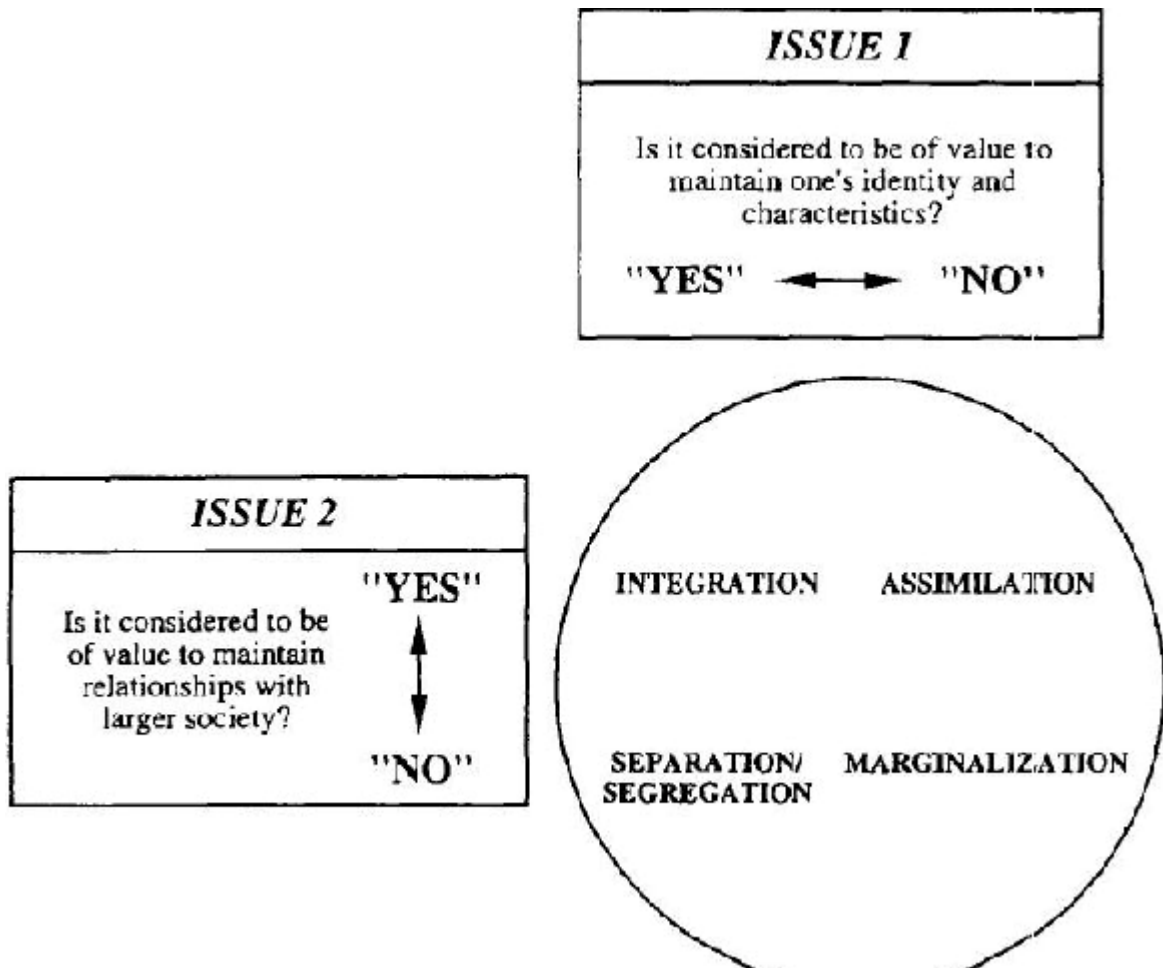 ISSUE 1
Is it considered to be of value to
maintain one's identity and
characteristics?
"YES" "NO"
ISSUE 2
"YES"
Is it considered to be
of value to maintain
relationships with
larger society?
"NO"
INTEGRATION ASSIMILATION
SEPARATION/ MARGINALIZATION
SEGREGATION